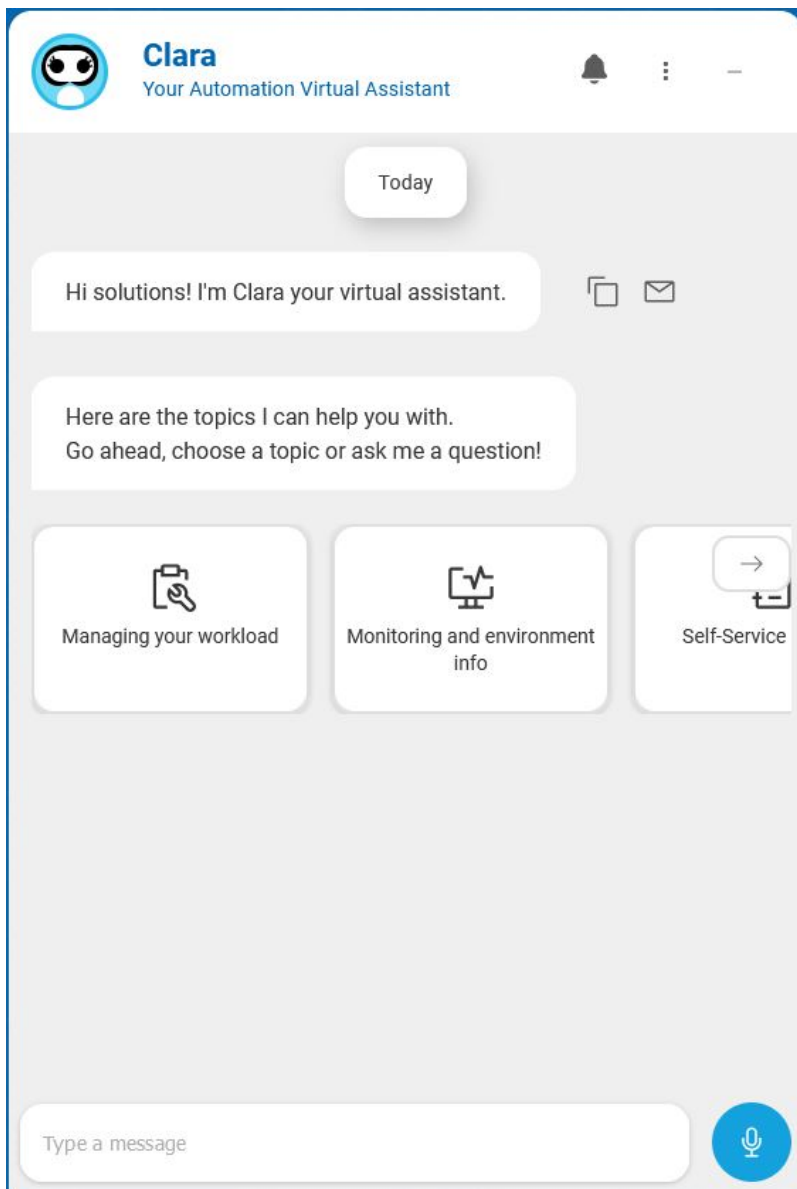 Clara
Your Automation Virtual Assistant
Today
Hi solutions! I'm Clara your virtual assistant.
Here are the topics I can help you with.
Go ahead, choose a topic or ask me a question!
Managing your workload
Monitoring and environment
info
Self-Service
Type a message